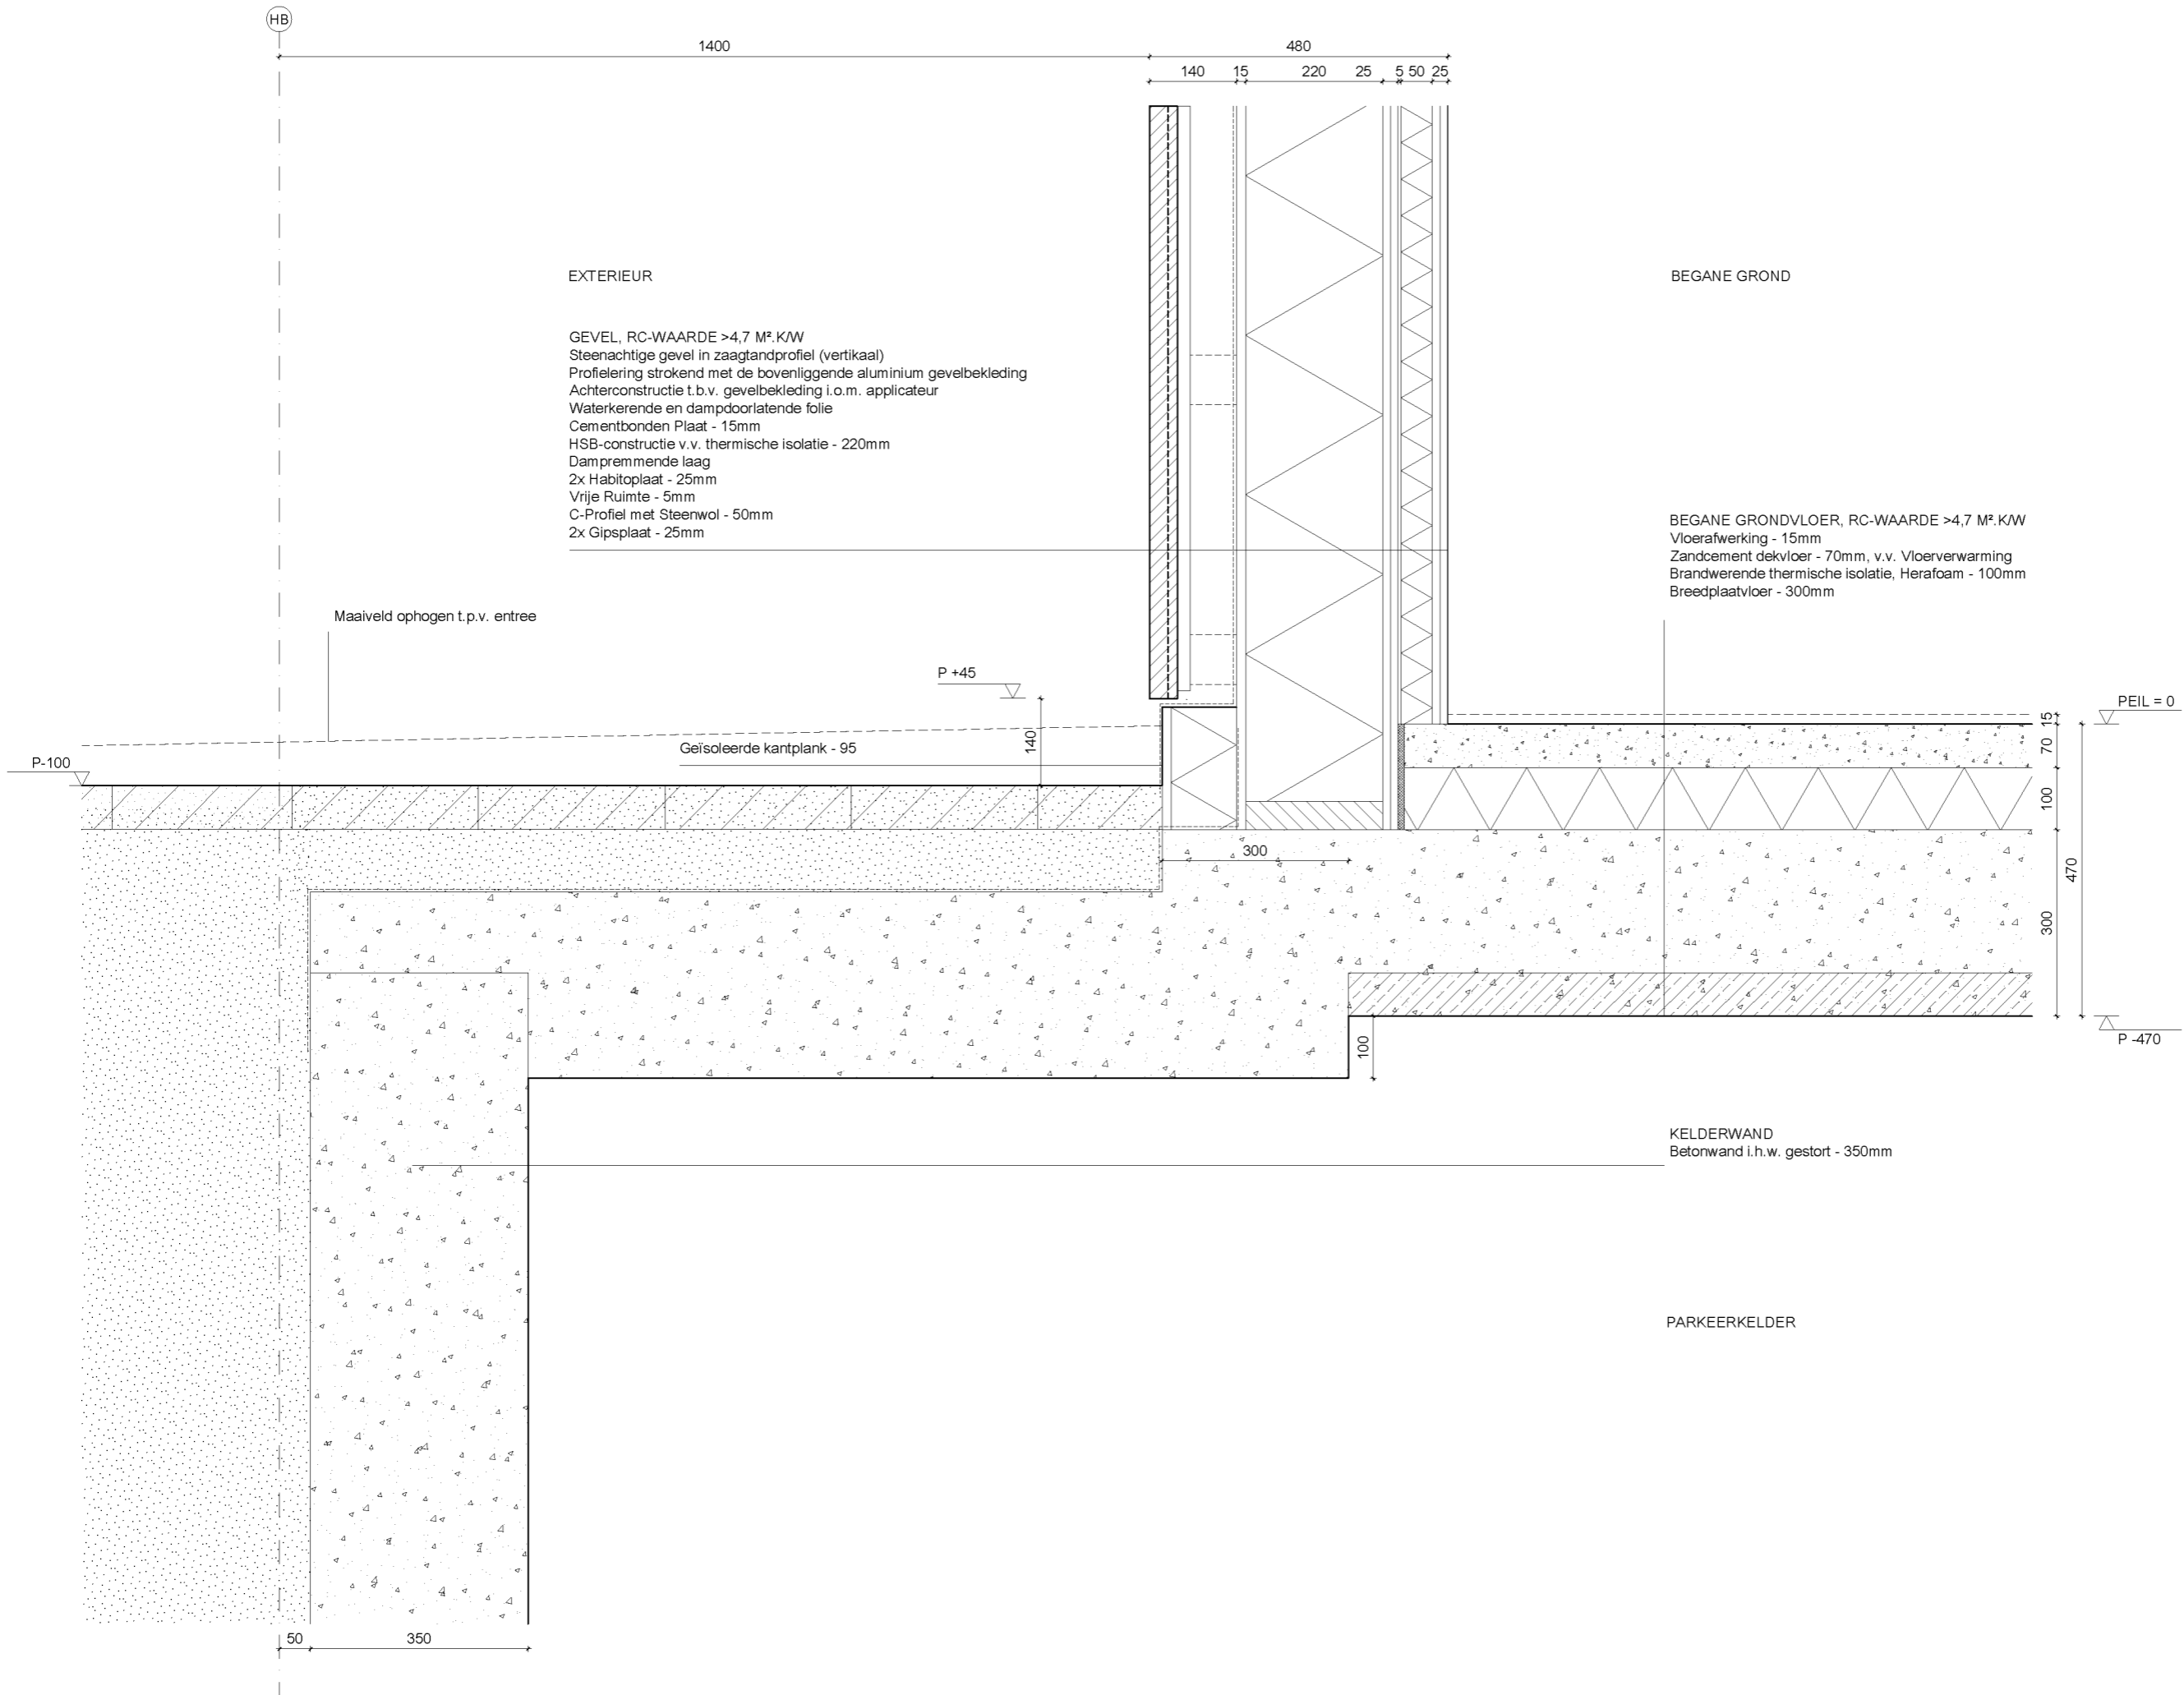 HB
1400
480
140 15 220 25 5 50 25
EXTERIEUR
BEGANE GROND
GEVEL, RC-WAARDE >4,7 M².K/W
Steenachtige gevel in zaagtandprofiel (vertikaal)
Profielering strokend met de bovenliggende aluminium gevelbekleding
Achterconstructie t.b.v. gevelbekleding i.o.m. applicateur
Waterkerende en dampdoorlatende folie
Cementbonden Plaat - 15mm
HSB-constructie v.v. thermische isolatie - 220mm
Dampremmende laag
2x Habitoplaat - 25mm
Vrije Ruimte - 5mm
C-Profiel met Steenwol - 50mm
2x Gipsplaat - 25mm
BEGANE GRONDVLOER, RC-WAARDE >4,7 M².K/W
Vloerafwerking - 15mm
Zandcement dekvloer - 70mm, v.v. Vloerverwarming
Brandwerende thermische isolatie, Herafoam - 100mm
Breedplaatvloer - 300mm
Maaiveld ophogen t.p.v. entree
P +45
PEIL = 0
15
70
100
300
470
140
Geïsoleerde kantplank - 95
P-100
300
100
P -470
KELDERWAND
Betonwand i.h.w. gestort - 350mm
PARKEERKELDER
50
350